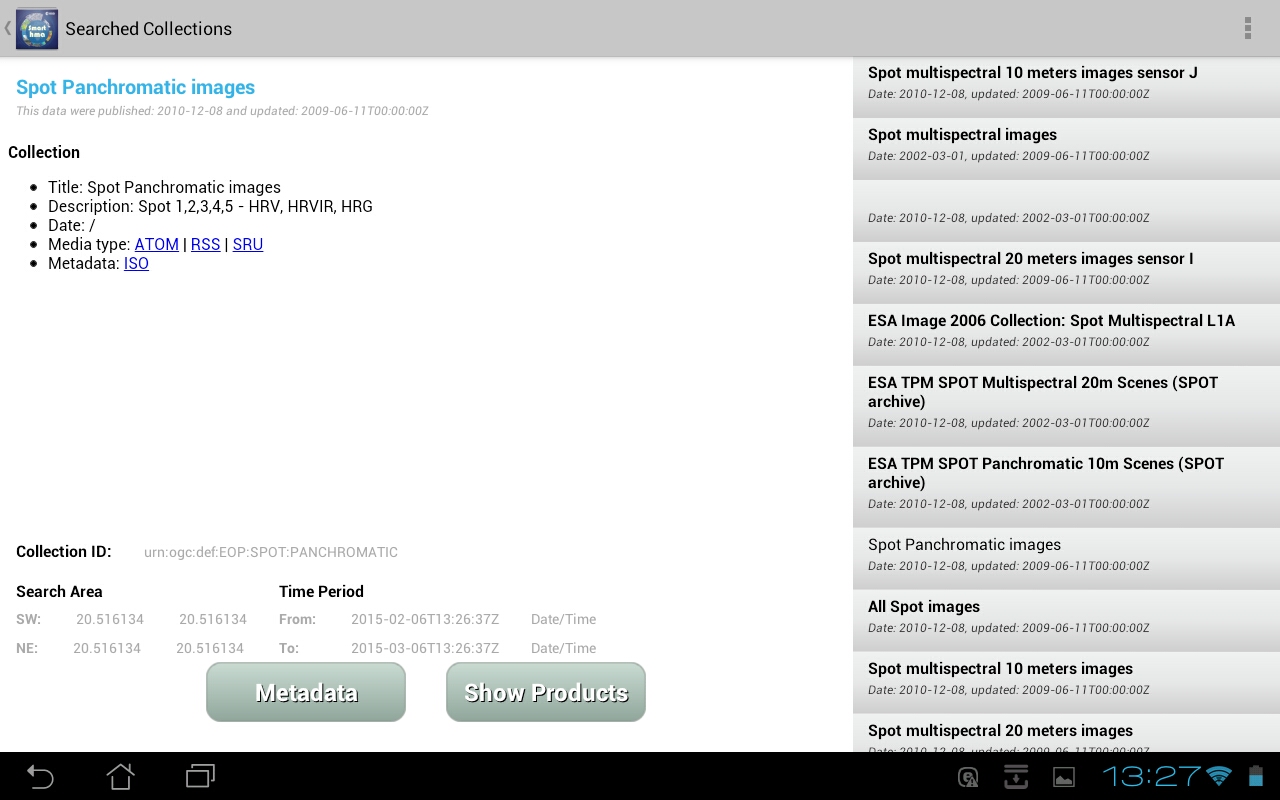 Smart
hma
Searched Collections
Spot Panchromatic images
This data were published: 2010-12-08 and updated: 2009-06-11T00:00:00Z
Collection
Title: Spot Panchromatic images
Description: Spot 1,2,3,4,5 - HRV, HRVIR, HRG
Date: /
Media type: ATOM | RSS | SRU
Metadata: ISO
Collection ID: urn:ogc:def:EOP:SPOT:PANCHROMATIC
Search Area Time Period
SW: 20.516134 20.516134 From: 2015-02-06T13:26:37Z Date/Time
NE: 20.516134 20.516134 To: 2015-03-06T13:26:37Z Date/Time
Metadata Show Products
Spot multispectral 10 meters images sensor J
Date: 2010-12-08, updated: 2009-06-11T00:00:00Z
Spot multispectral images
Date: 2002-03-01, updated: 2009-06-11T00:00:00Z
Date: 2010-12-08, updated: 2002-03-01T00:00:00Z
Spot multispectral 20 meters images sensor I
Date: 2010-12-08, updated: 2009-06-11T00:00:00Z
ESA Image 2006 Collection: Spot Multispectral L1A
Date: 2010-12-08, updated: 2002-03-01T00:00:00Z
ESA TPM SPOT Multispectral 20m Scenes (SPOT
archive)
Date: 2010-12-08, updated: 2002-03-01T00:00:00Z
ESA TPM SPOT Panchromatic 10m Scenes (SPOT
archive)
Date: 2010-12-08, updated: 2002-03-01T00:00:00Z
Spot Panchromatic images
Date: 2010-12-08, updated: 2009-06-11T00:00:00Z
All Spot images
Date: 2010-12-08, updated: 2009-06-11T00:00:00Z
Spot multispectral 10 meters images
Date: 2010-12-08, updated: 2009-06-11T00:00:00Z
Spot multispectral 20 meters images
Date: 2010-12-08, updated: 2009-06-11T00:00:00Z
13:27